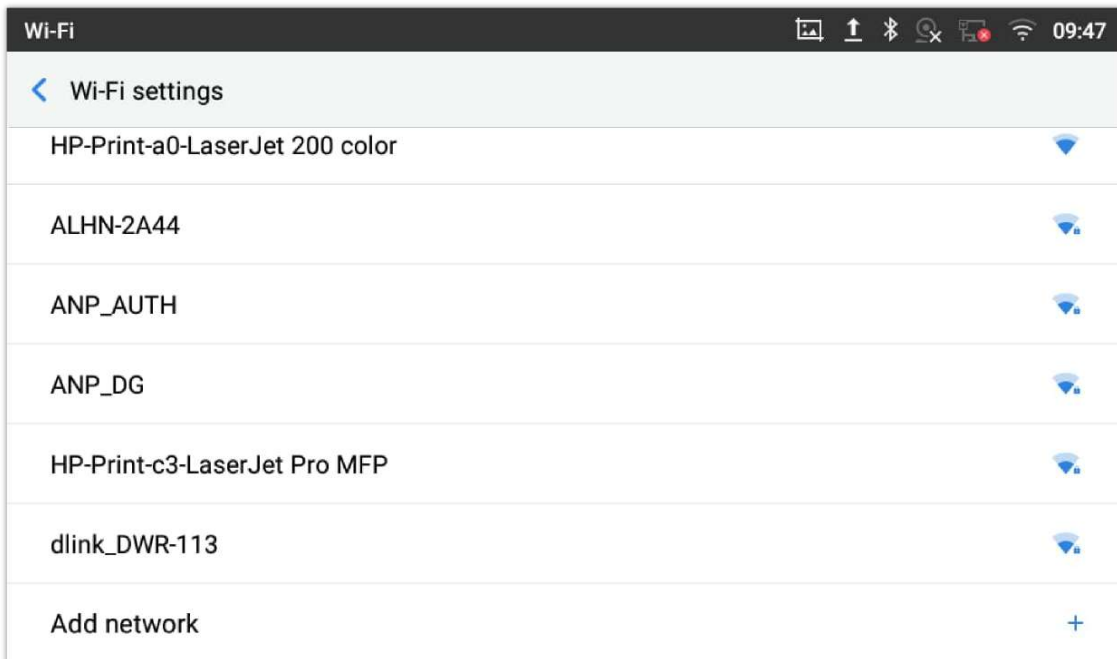 Wi-Fi 09:47
Wi-Fi settings
HP-Print-a0-LaserJet 200 color
ALHN-2A44
ANP_AUTH
ANP_DG
HP-Print-c3-LaserJet Pro MFP
dlink_DWR-113
Add network